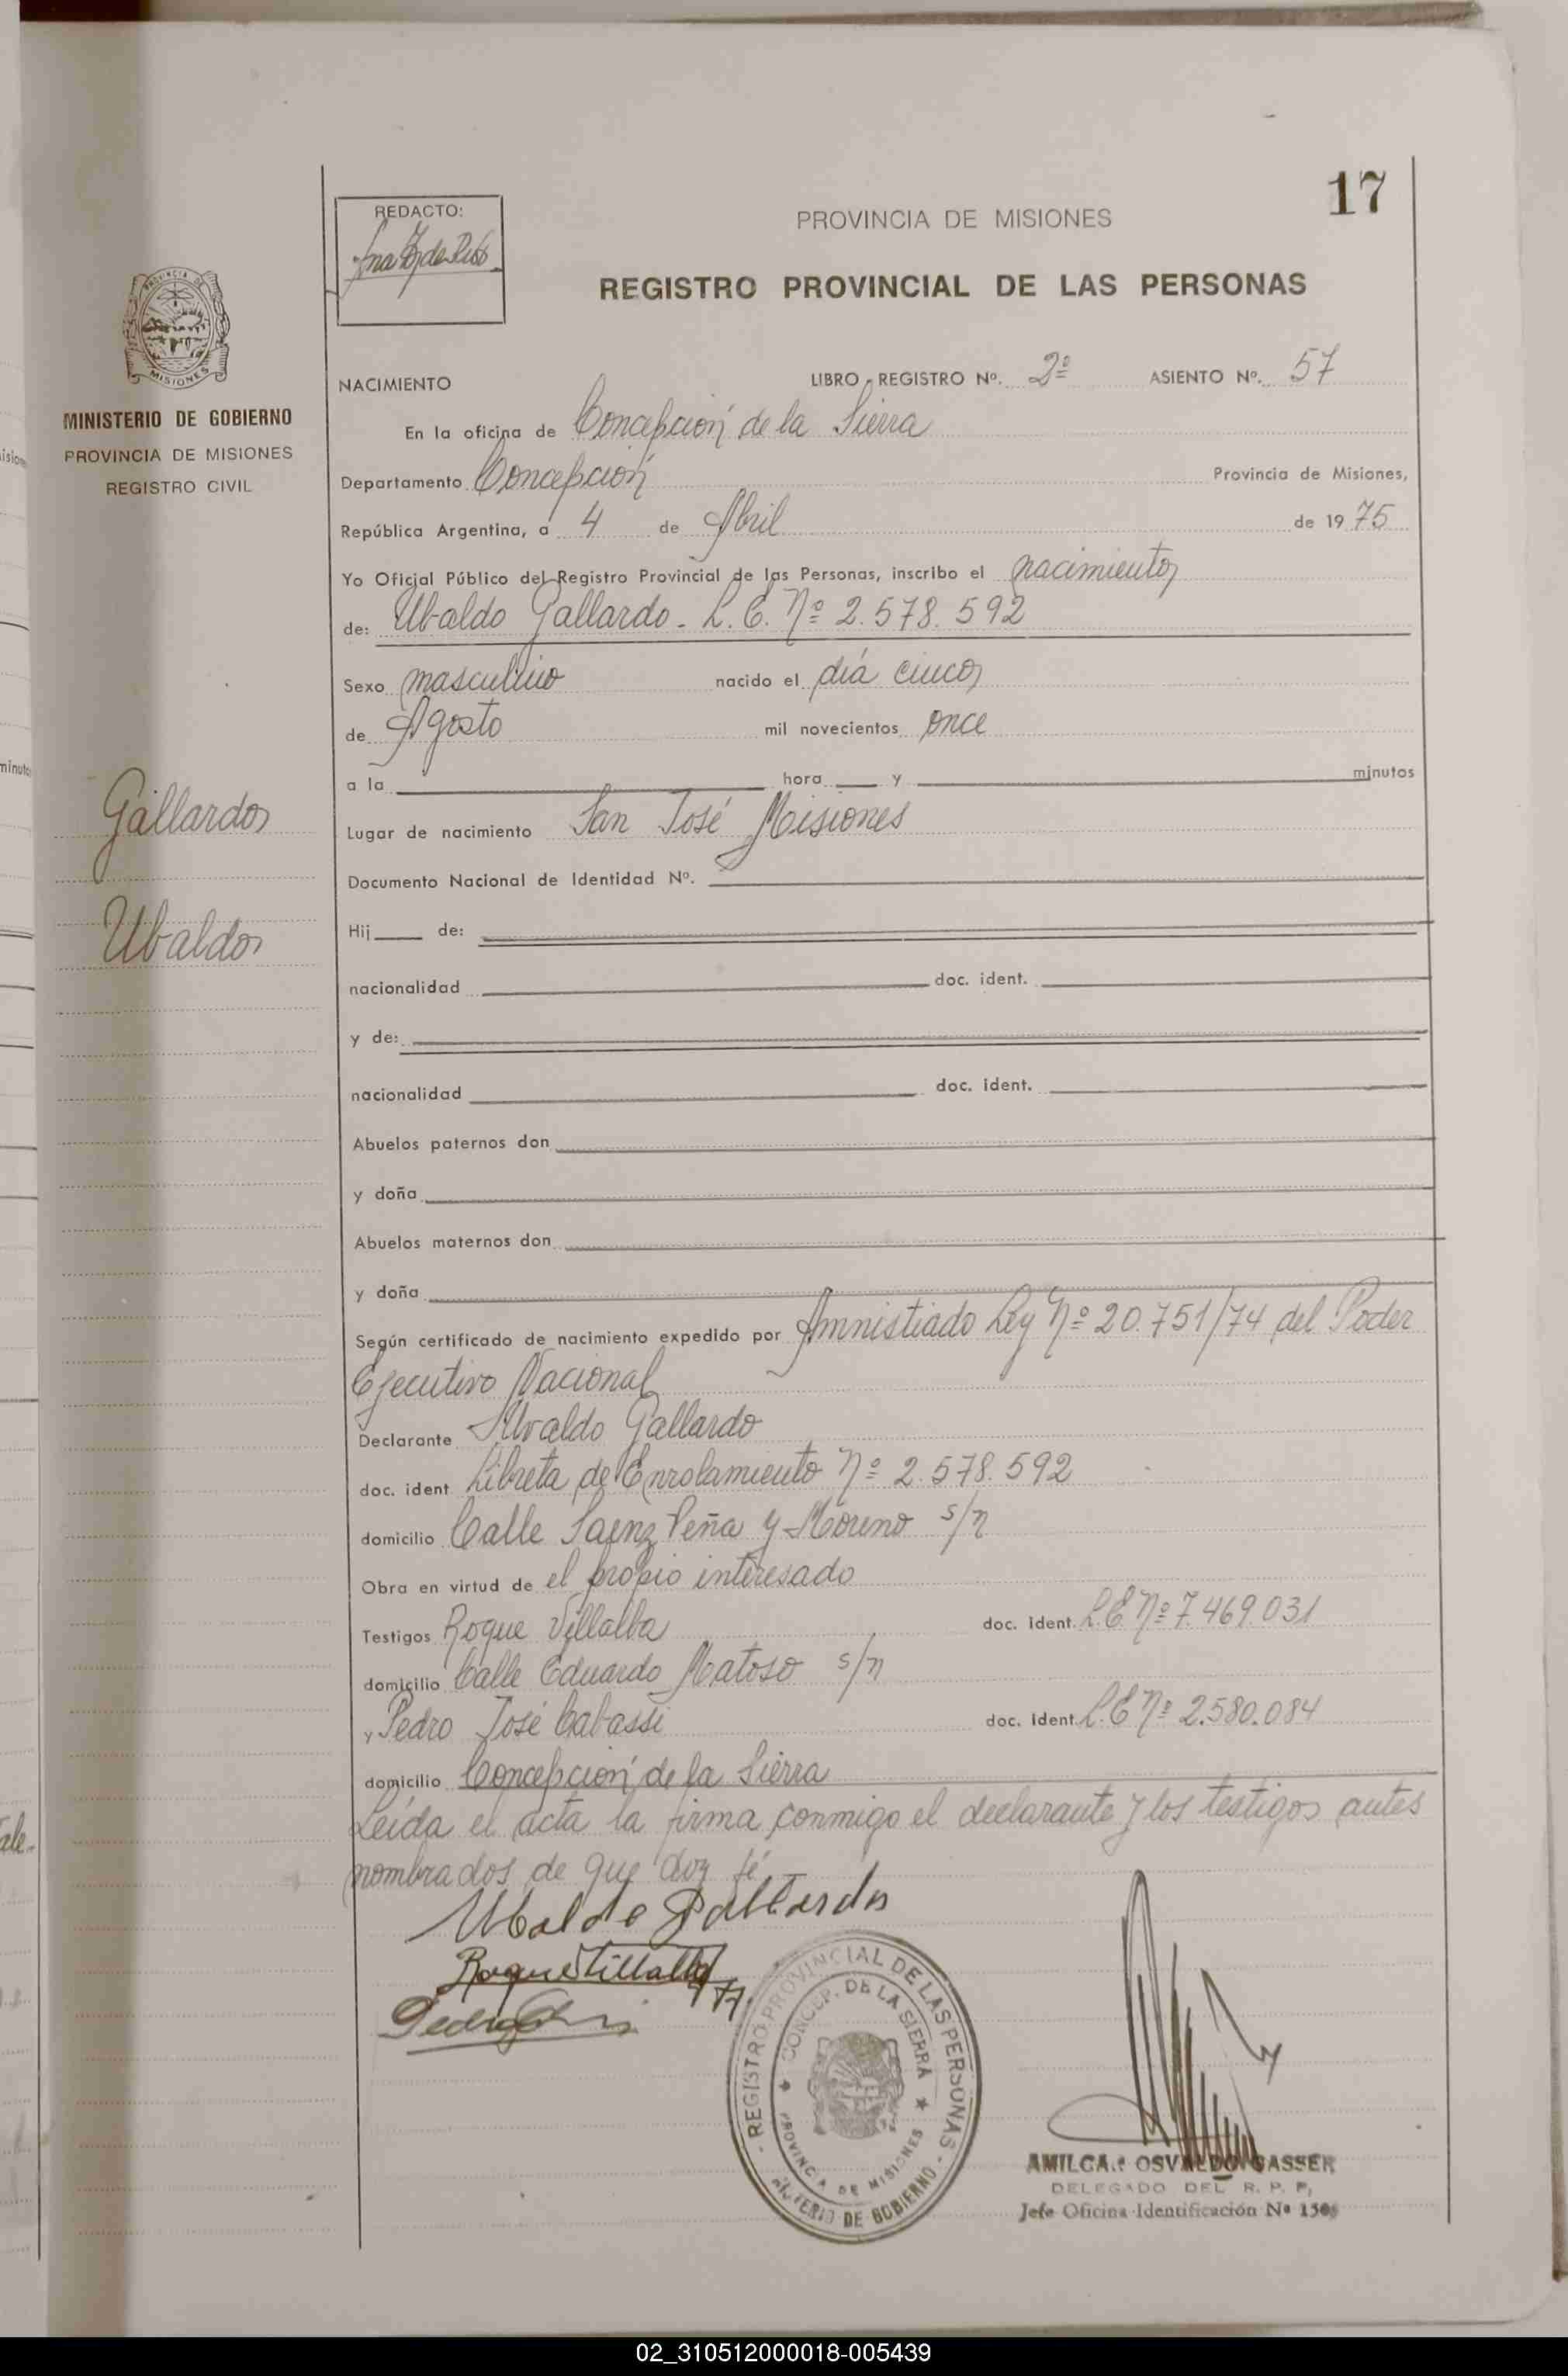 17
REDACTO:
PROVINCIA DE MISIONES
REGISTRO PROVINCIAL DE LAS PERSONAS
PROVINCIA DE
MISIONES
MINISTERIO DE GOBIERNO
PROVINCIA DE MISIONES
REGISTRO CIVIL
NACIMIENTO LIBRO REGISTRO Nº. 2º ASIENTO Nº. 57
En la oficina de Concepción de la Sierra
Departamento Concepción Provincia de Misiones,
República Argentina, a 4 de Abril de 1975
Yo Oficial Público del Registro Provincial de las Personas, inscribo el nacimiento
de: Ubaldo Gallardo - L.E. Nº 2.578.592
Sexo masculino nacido el día cinco
de Agosto mil novecientos once
a la hora y minutos
Gallardo
Lugar de nacimiento San José Misiones
Documento Nacional de Identidad Nº.
Ubaldo
Hij de:
nacionalidad doc. ident.
y de:
nacionalidad doc. ident.
Abuelos paternos don
y doña
Abuelos maternos don
y doña
Según certificado de nacimiento expedido por Amnistiado Ley Nº 20.751/74 del Poder
Ejecutivo Nacional
Declarante Ubaldo Gallardo
doc. ident Libreta de Enrolamiento Nº 2.578.592
domicilio Calle Saenz Peña y Moreno s/n
Obra en virtud de el propio interesado
Testigos Roque Villalba doc. ident. L.E Nº 7.469.031
domicilio Calle Eduardo Matoso s/n
y Pedro José Cabassi doc. ident. L.E Nº 2.580.084
domicilio Concepción de la Sierra
Leída el acta la firma conmigo el declarante y los testigos antes
nombrados de que doy fé
Ubaldo Gallardo
Roque Villalba
Pedro
REGISTRO PROVINCIAL DE LAS PERSONAS
CONCEP. DE LA SIERRA
PROVINCIA DE MISIONES
DE GOBIERNO
AMILCAR OSVALDO GASSER
DELEGADO DEL R. P. P.
Jefe Oficina Identificación Nº
02_310512000018-005439